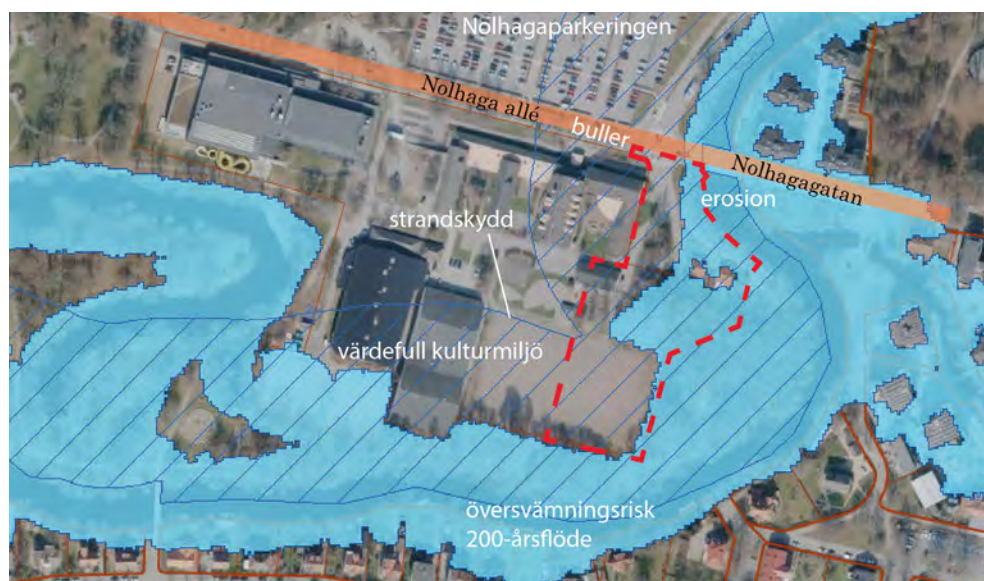 Nolhagaparkeringen
Nolhaga allé
buller
Nolhagagatan
erosion
strandskydd
värdefull kulturmiljö
översvämningsrisk
200-årsflöde